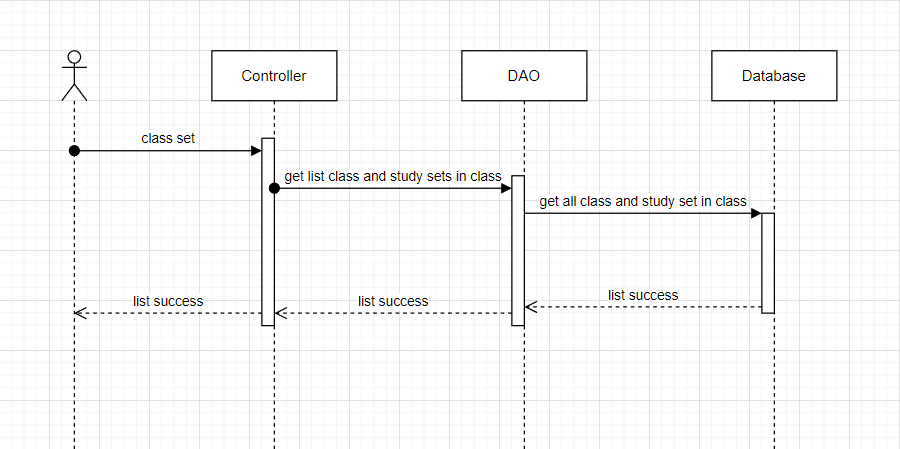 Controller
DAO
Database
class set
get list class and study sets in class
get all class and study set in class
list success
list success
list success